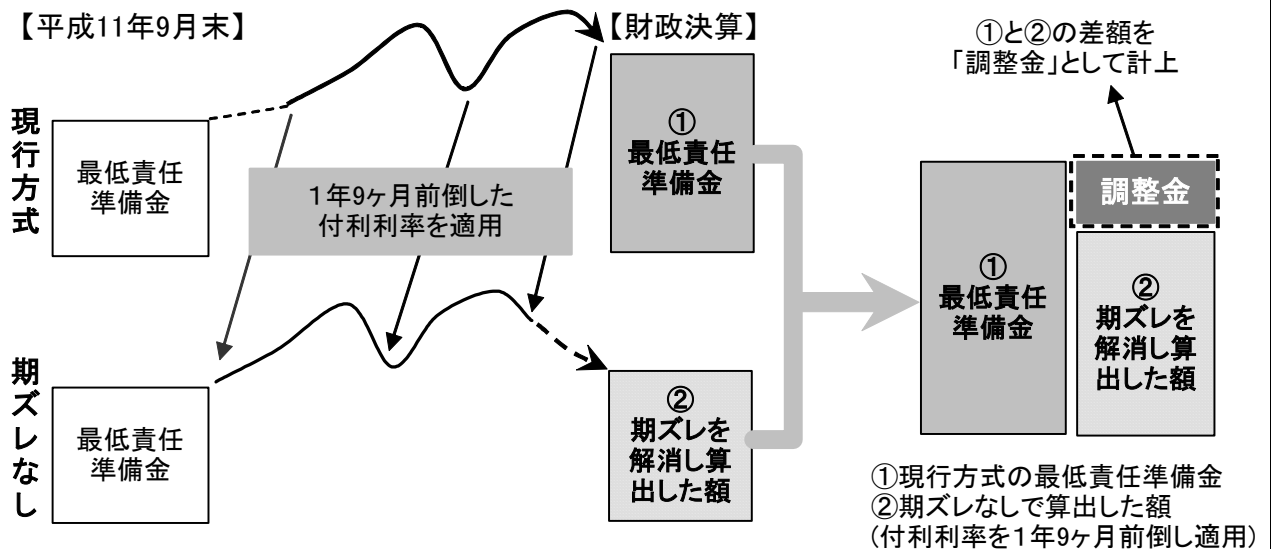 【平成11年9月末】
【財政決算】
①と②の差額を
「調整金」として計上
現行方式
最低責任
準備金
1年9ヶ月前倒した
付利利率を適用
①
最低責任
準備金
①
最低責任
準備金
調整金
②
期ズレを
解消し算
出した額
期ズレなし
最低責任
準備金
②
期ズレを
解消し算
出した額
①現行方式の最低責任準備金
②期ズレなしで算出した額
(付利利率を1年9ヶ月前倒し適用)